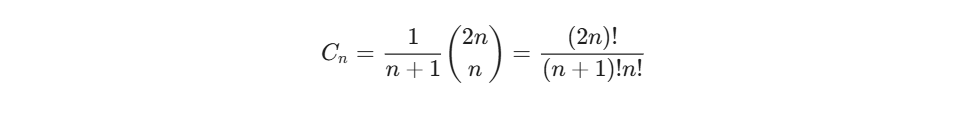 C_n = \frac{1}{n+1} \binom{2n}{n} = \frac{(2n)!}{(n+1)!n!}